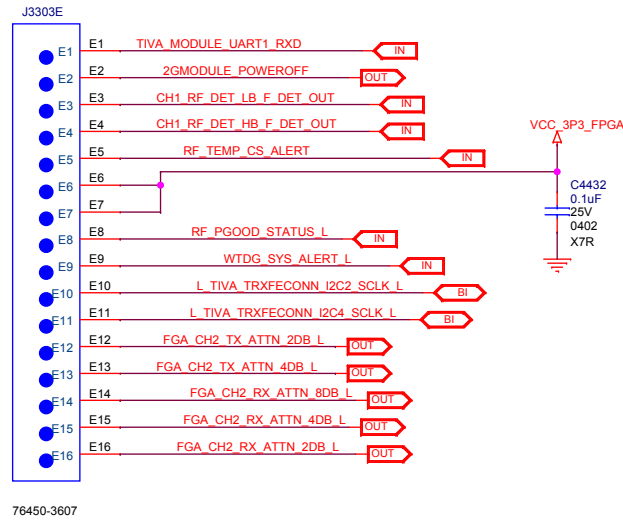 J3303E
E1 E1 TIVA_MODULE_UART1_RXD IN
E2 E2 2GMODULE_POWEROFF OUT
E3 E3 CH1_RF_DET_LB_F_DET_OUT IN
E4 E4 CH1_RF_DET_HB_F_DET_OUT IN
VCC_3P3_FPGA
E5 E5 RF_TEMP_CS_ALERT IN
E6 E6
E7 E7
C4432
0.1uF
25V
0402
X7R
E8 E8 RF_PGOOD_STATUS_L IN
E9 E9 WTDG_SYS_ALERT_L IN
E10 E10 L_TIVA_TRXFECONN_I2C2_SCLK_L BI
E11 E11 L_TIVA_TRXFECONN_I2C4_SCLK_L BI
E12 E12 FGA_CH2_TX_ATTN_2DB_L OUT
E13 E13 FGA_CH2_TX_ATTN_4DB_L OUT
E14 E14 FGA_CH2_RX_ATTN_8DB_L OUT
E15 E15 FGA_CH2_RX_ATTN_4DB_L OUT
E16 E16 FGA_CH2_RX_ATTN_2DB_L OUT
76450-3607